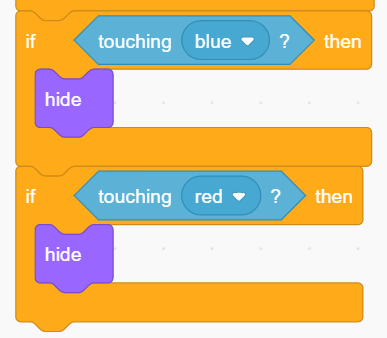 if touching blue ? then
hide
if touching red ? then
hide